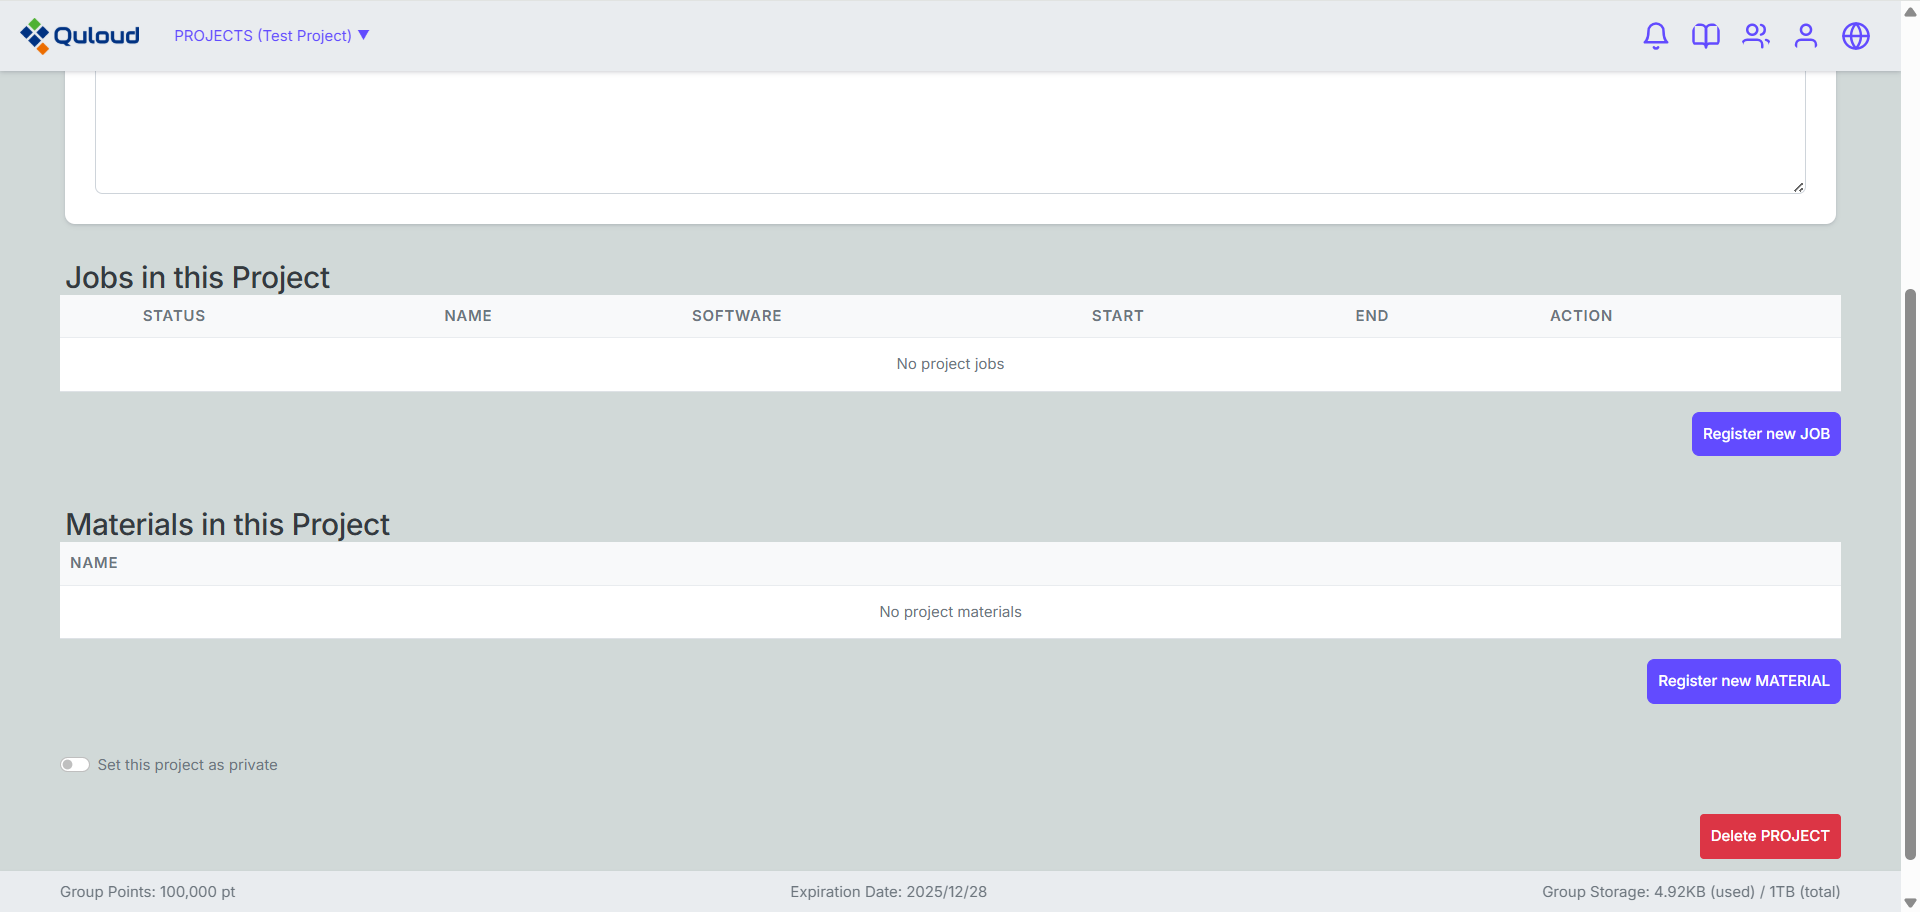 Quloud PROJECTS (Test Project) ▼
Jobs in this Project
STATUS NAME SOFTWARE START END ACTION
No project jobs
Register new JOB
Materials in this Project
NAME
No project materials
Register new MATERIAL
Set this project as private
Delete PROJECT
Group Points: 100,000 pt Expiration Date: 2025/12/28 Group Storage: 4.92KB (used) / 1TB (total)